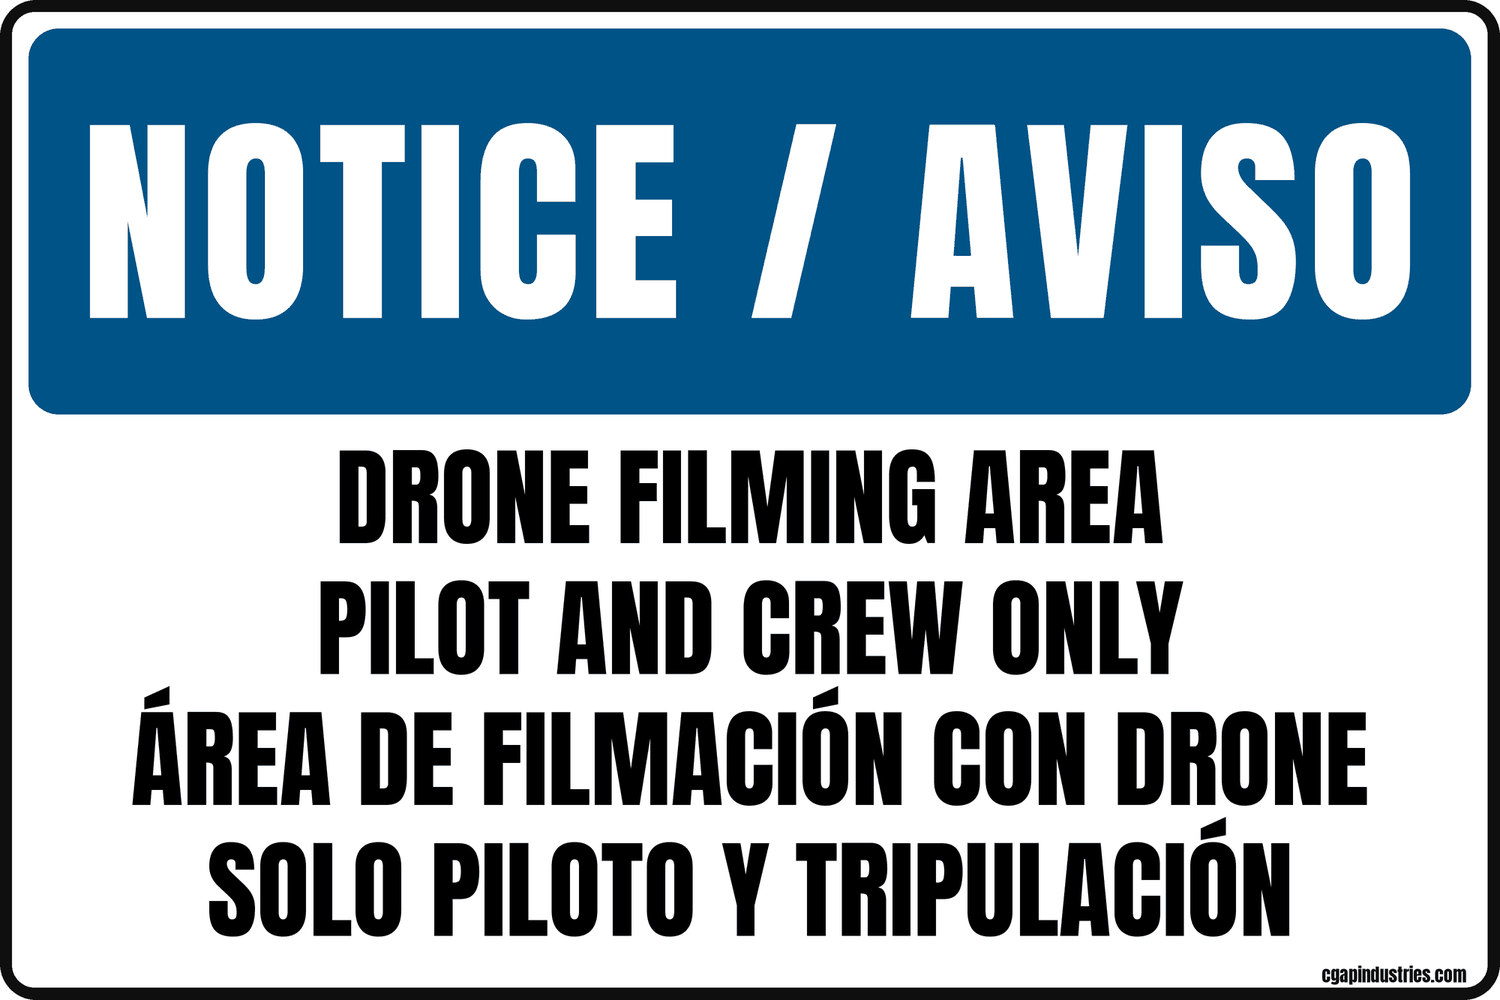 NOTICE / AVISO
DRONE FILMING AREA
PILOT AND CREW ONLY
ÁREA DE FILMACIÓN CON DRONE
SOLO PILOTO Y TRIPULACIÓN
cgapindustries.com